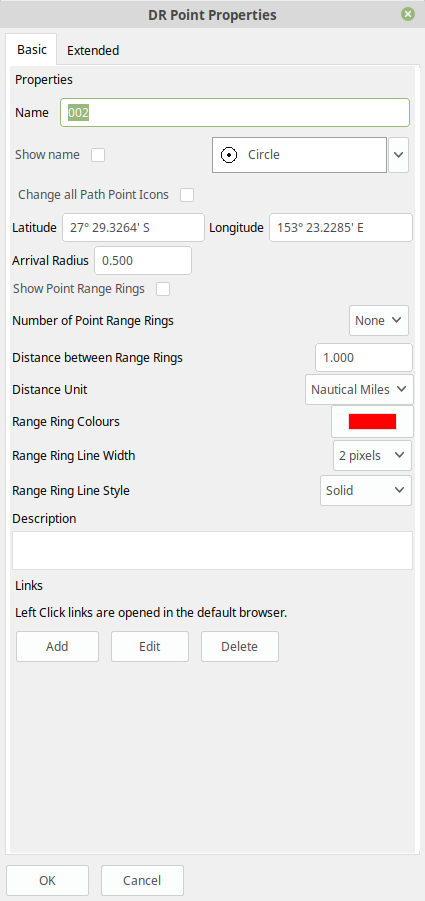 DR Point Properties
Basic Extended
Properties
Name 002
Show name Circle
Change all Path Point Icons
Latitude 27° 29.3264' S Longitude 153° 23.2285' E
Arrival Radius 0.500
Show Point Range Rings
Number of Point Range Rings None
Distance between Range Rings 1.000
Distance Unit Nautical Miles
Range Ring Colours
Range Ring Line Width 2 pixels
Range Ring Line Style Solid
Description
Links
Left Click links are opened in the default browser.
Add Edit Delete
OK Cancel